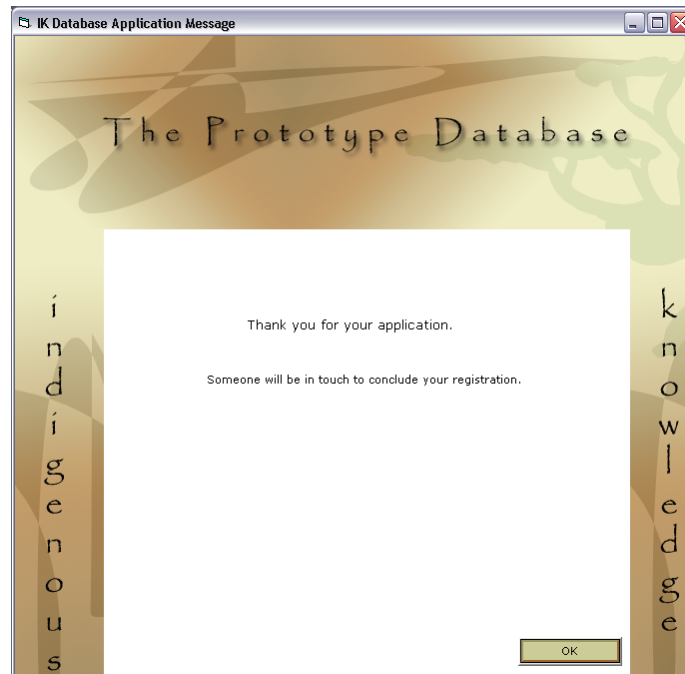 IK Database Application Message
The Prototype Database
indigenous
knowledge
Thank you for your application.
Someone will be in touch to conclude your registration.
OK